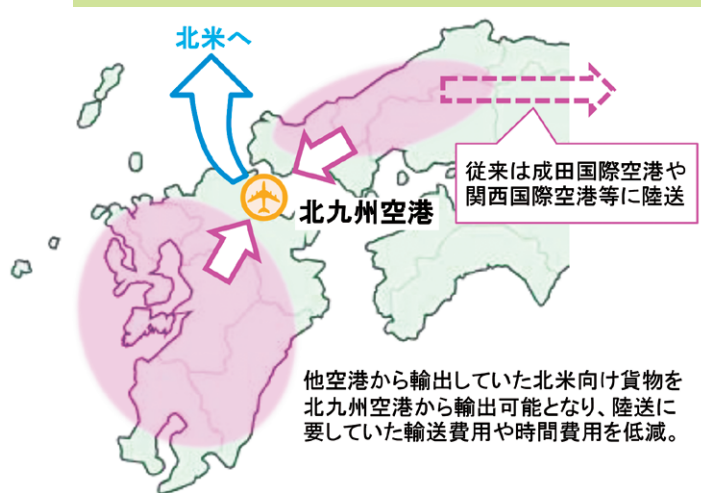 北米へ
従来は成田国際空港や
関西国際空港等に陸送
北九州空港
他空港から輸出していた北米向け貨物を
北九州空港から輸出可能となり、陸送に
要していた輸送費用や時間費用を低減。